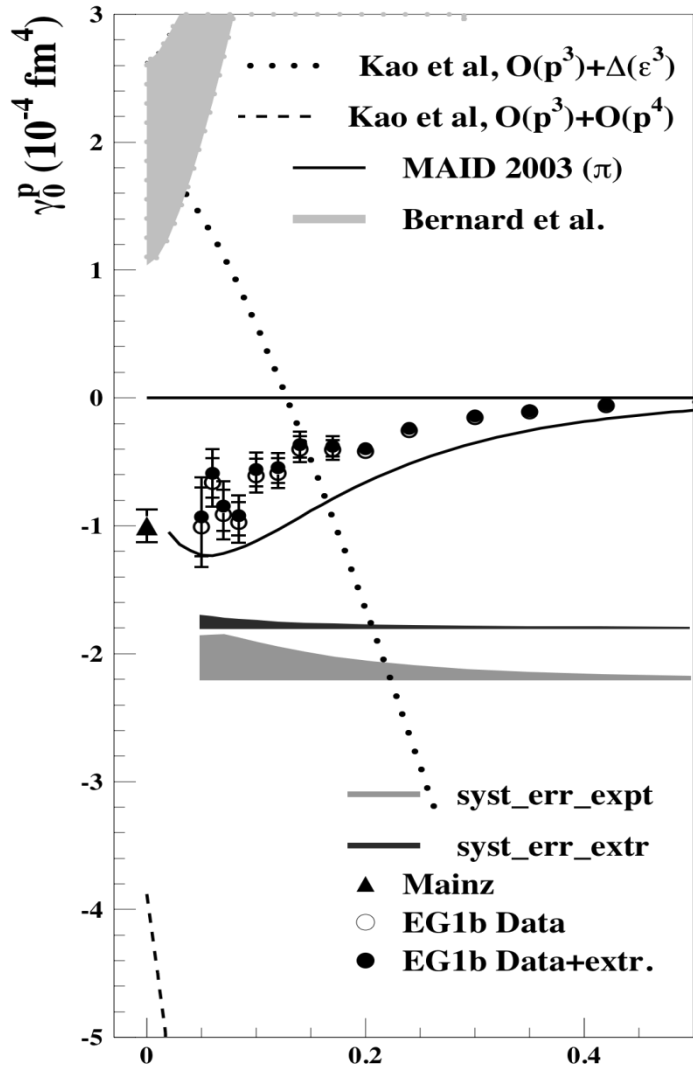 γ₀ᵖ (10⁻⁴ fm⁴)
3
2
1
0
-1
-2
-3
-4
-5
Kao et al, O(p³)+Δ(ε³)
Kao et al, O(p³)+O(p⁴)
MAID 2003 (π)
Bernard et al.
syst_err_expt
syst_err_extr
Mainz
EG1b Data
EG1b Data+extr.
0 0.2 0.4